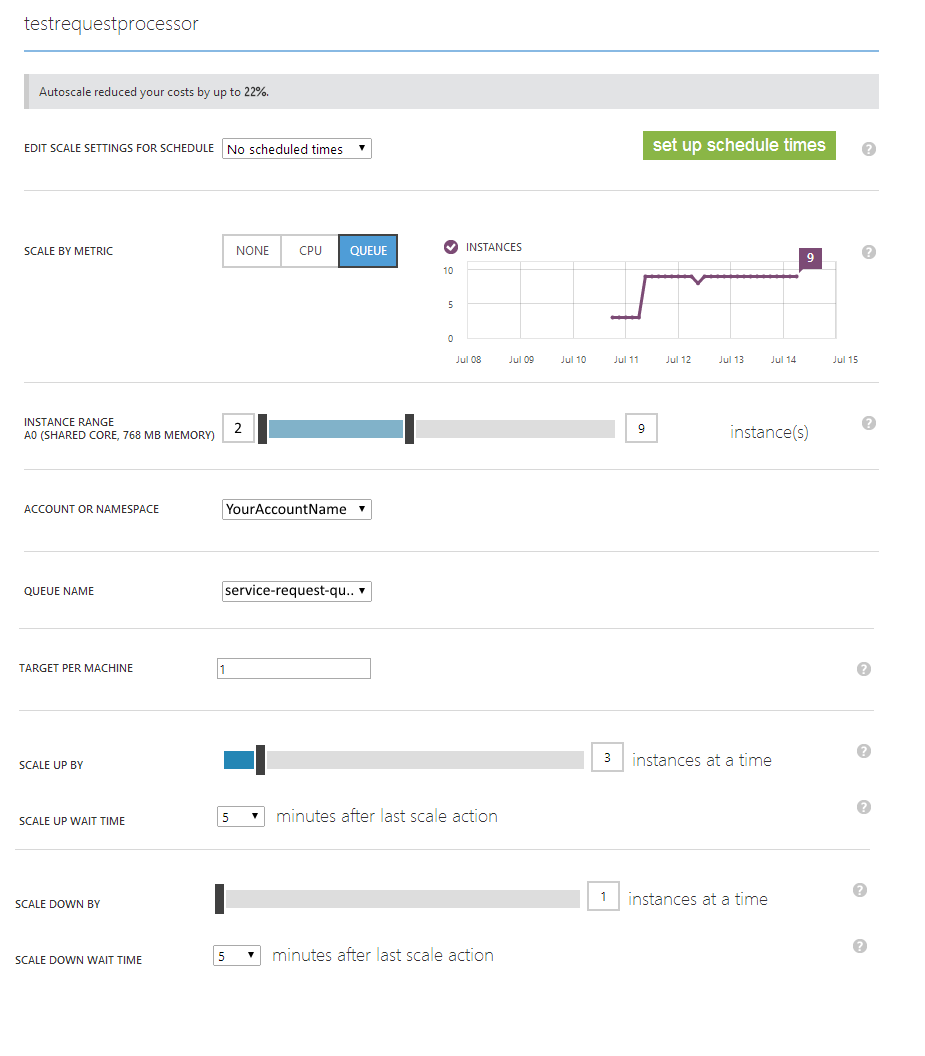 testrequestprocessor
Autoscale reduced your costs by up to 22%.
EDIT SCALE SETTINGS FOR SCHEDULE No scheduled times ▼ set up schedule times ?
SCALE BY METRIC NONE CPU QUEUE INSTANCES ?
9
10
5
0
Jul 08 Jul 09 Jul 10 Jul 11 Jul 12 Jul 13 Jul 14 Jul 15
INSTANCE RANGE
A0 (SHARED CORE, 768 MB MEMORY) 2 9 instance(s) ?
ACCOUNT OR NAMESPACE YourAccountName ▼
QUEUE NAME service-request-qu.. ▼
TARGET PER MACHINE 1 ?
SCALE UP BY 3 instances at a time ?
SCALE UP WAIT TIME 5 ▼ minutes after last scale action ?
SCALE DOWN BY 1 instances at a time ?
SCALE DOWN WAIT TIME 5 ▼ minutes after last scale action ?